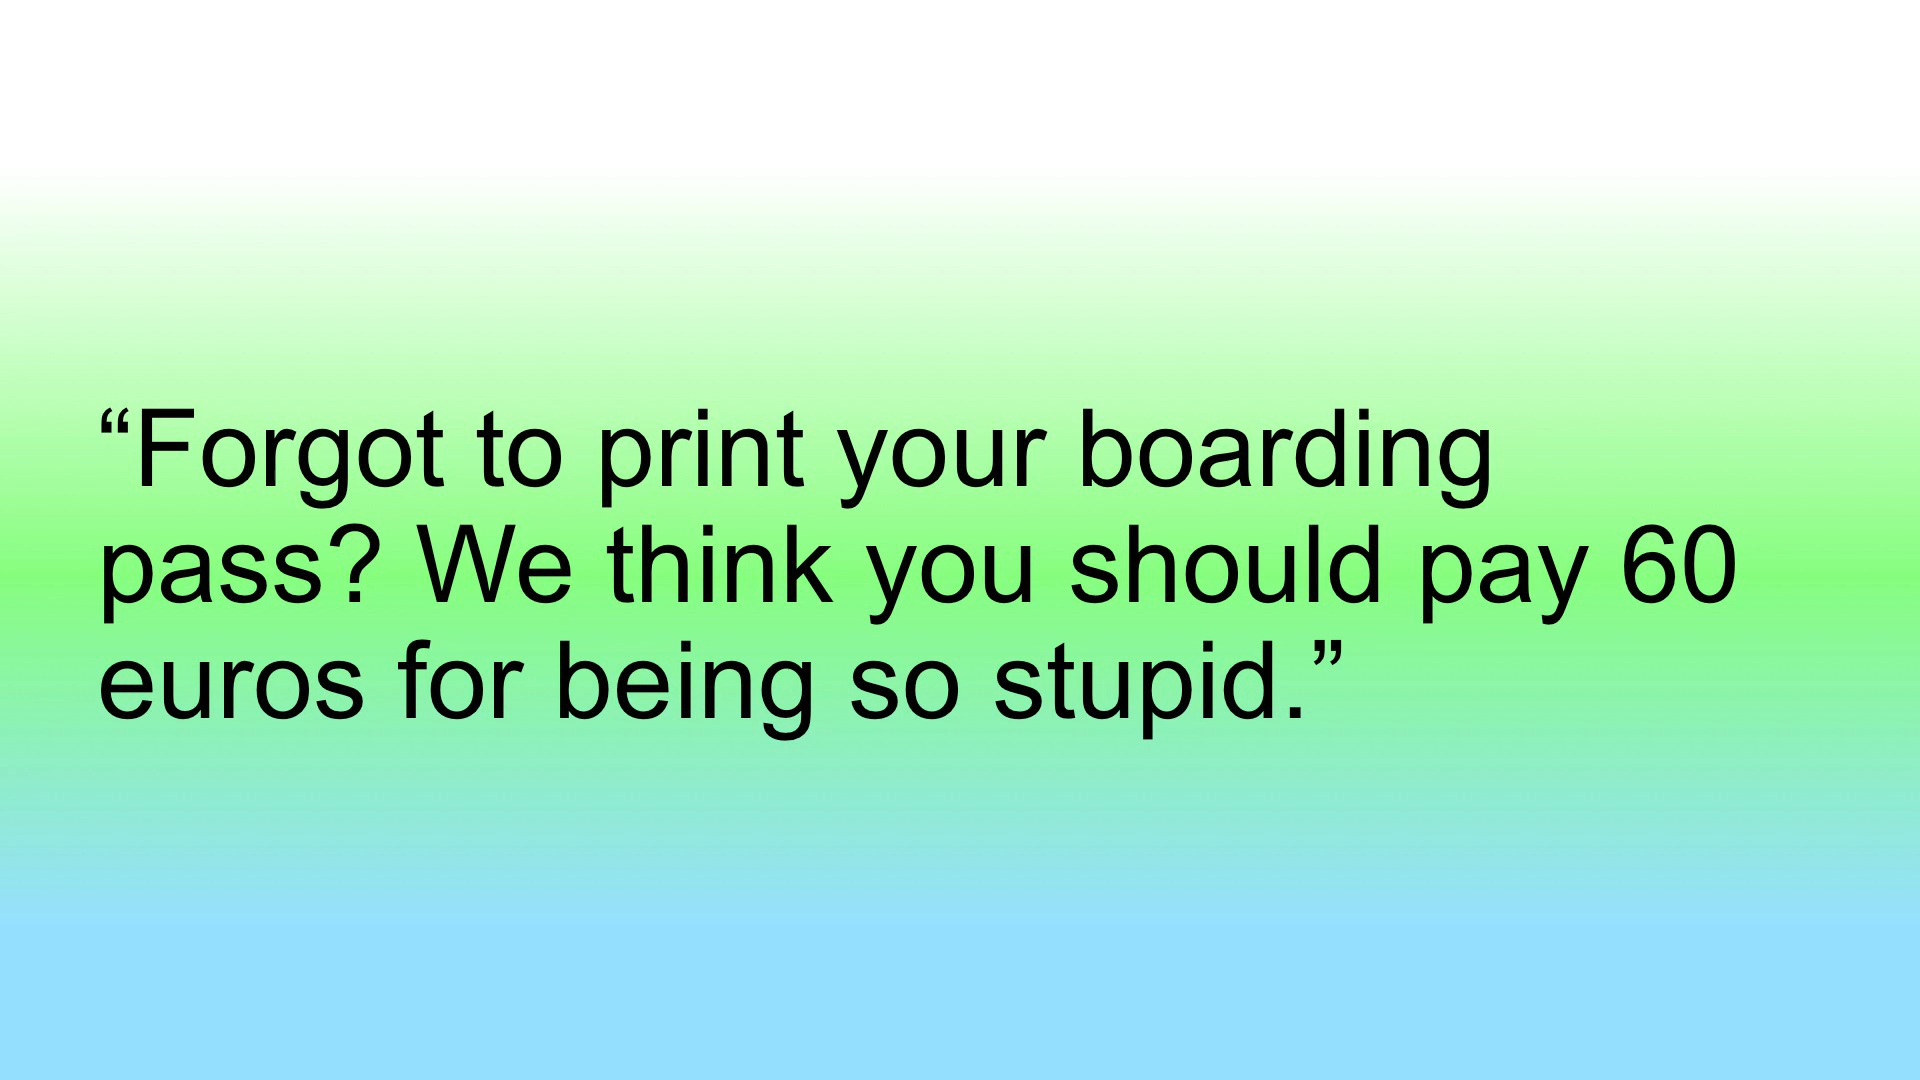 “Forgot to print your boarding
pass? We think you should pay 60
euros for being so stupid.”